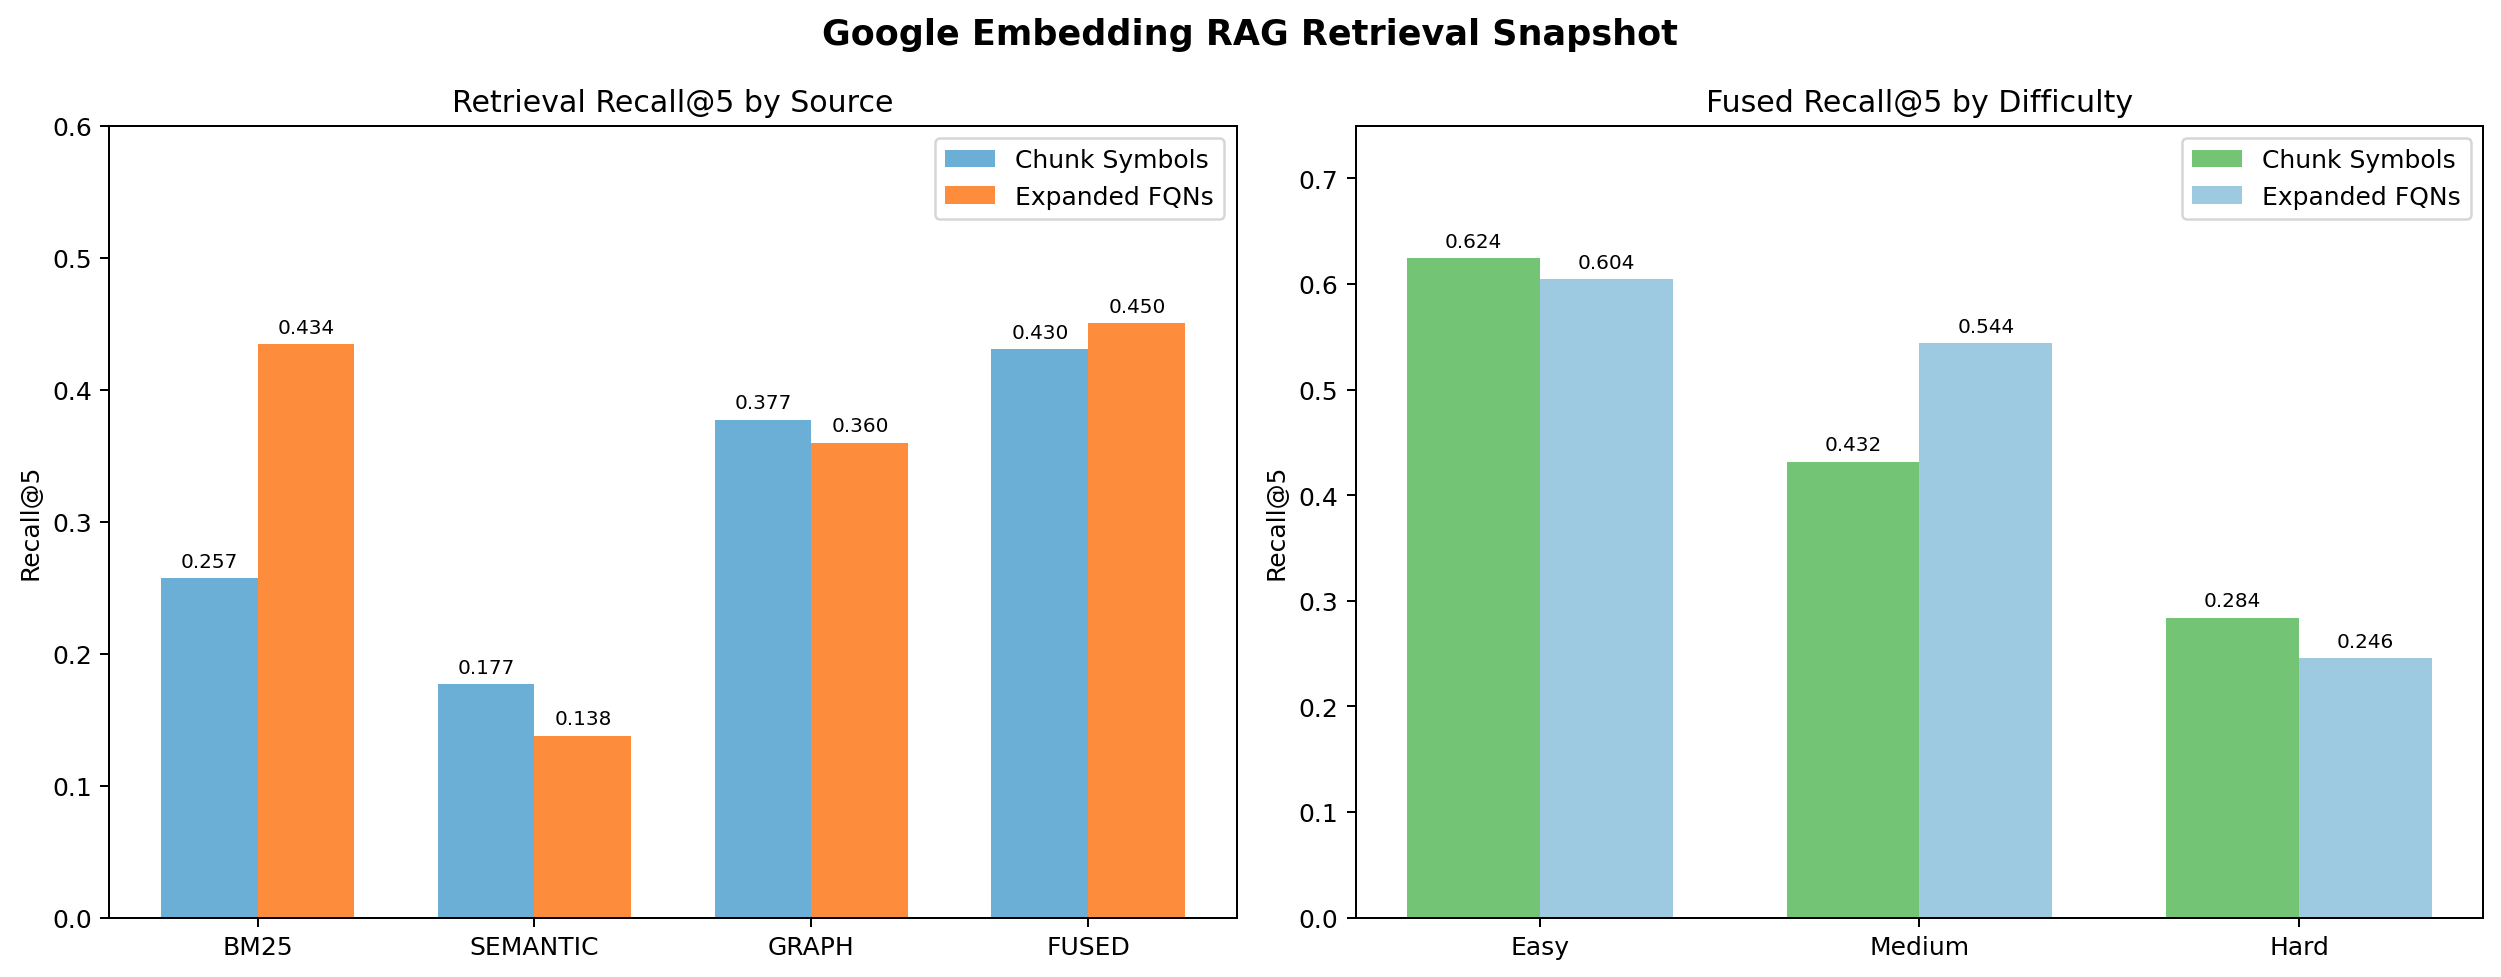 Google Embedding RAG Retrieval Snapshot
Retrieval Recall@5 by Source
Recall@5
0.6
0.5
0.4
0.3
0.2
0.1
0.0
Chunk Symbols
Expanded FQNs
0.257
0.434
0.177
0.138
0.377
0.360
0.430
0.450
BM25
SEMANTIC
GRAPH
FUSED
Fused Recall@5 by Difficulty
Recall@5
0.7
0.6
0.5
0.4
0.3
0.2
0.1
0.0
Chunk Symbols
Expanded FQNs
0.624
0.604
0.432
0.544
0.284
0.246
Easy
Medium
Hard